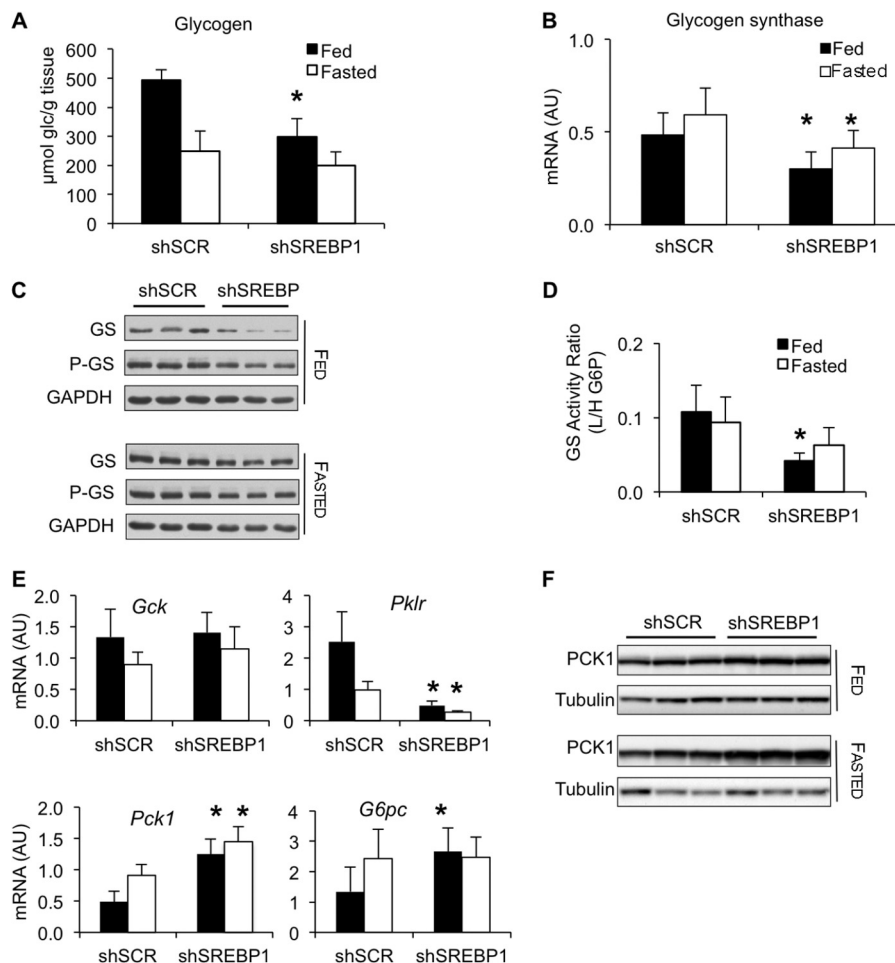 A
Glycogen
Fed
Fasted
µmol glc/g tissue
600
500
400
300
200
100
0
*
shSCR
shSREBP1
B
Glycogen synthase
Fed
Fasted
mRNA (AU)
1.0
0.5
0.0
* *
shSCR
shSREBP1
C
shSCR shSREBP
GS
P-GS
GAPDH
FED
GS
P-GS
GAPDH
FASTED
D
Fed
Fasted
GS Activity Ratio
(L/H G6P)
0.2
0.1
0.0
*
shSCR
shSREBP1
E
Gck
mRNA (AU)
2.0
1.5
1.0
0.5
0.0
shSCR shSREBP1
Pklr
4
3
2
1
0
* *
shSCR shSREBP1
Pck1
mRNA (AU)
2.0
1.5
1.0
0.5
0.0
* *
shSCR shSREBP1
G6pc
4
3
2
1
0
*
shSCR shSREBP1
F
shSCR shSREBP1
PCK1
Tubulin
FED
PCK1
Tubulin
FASTED